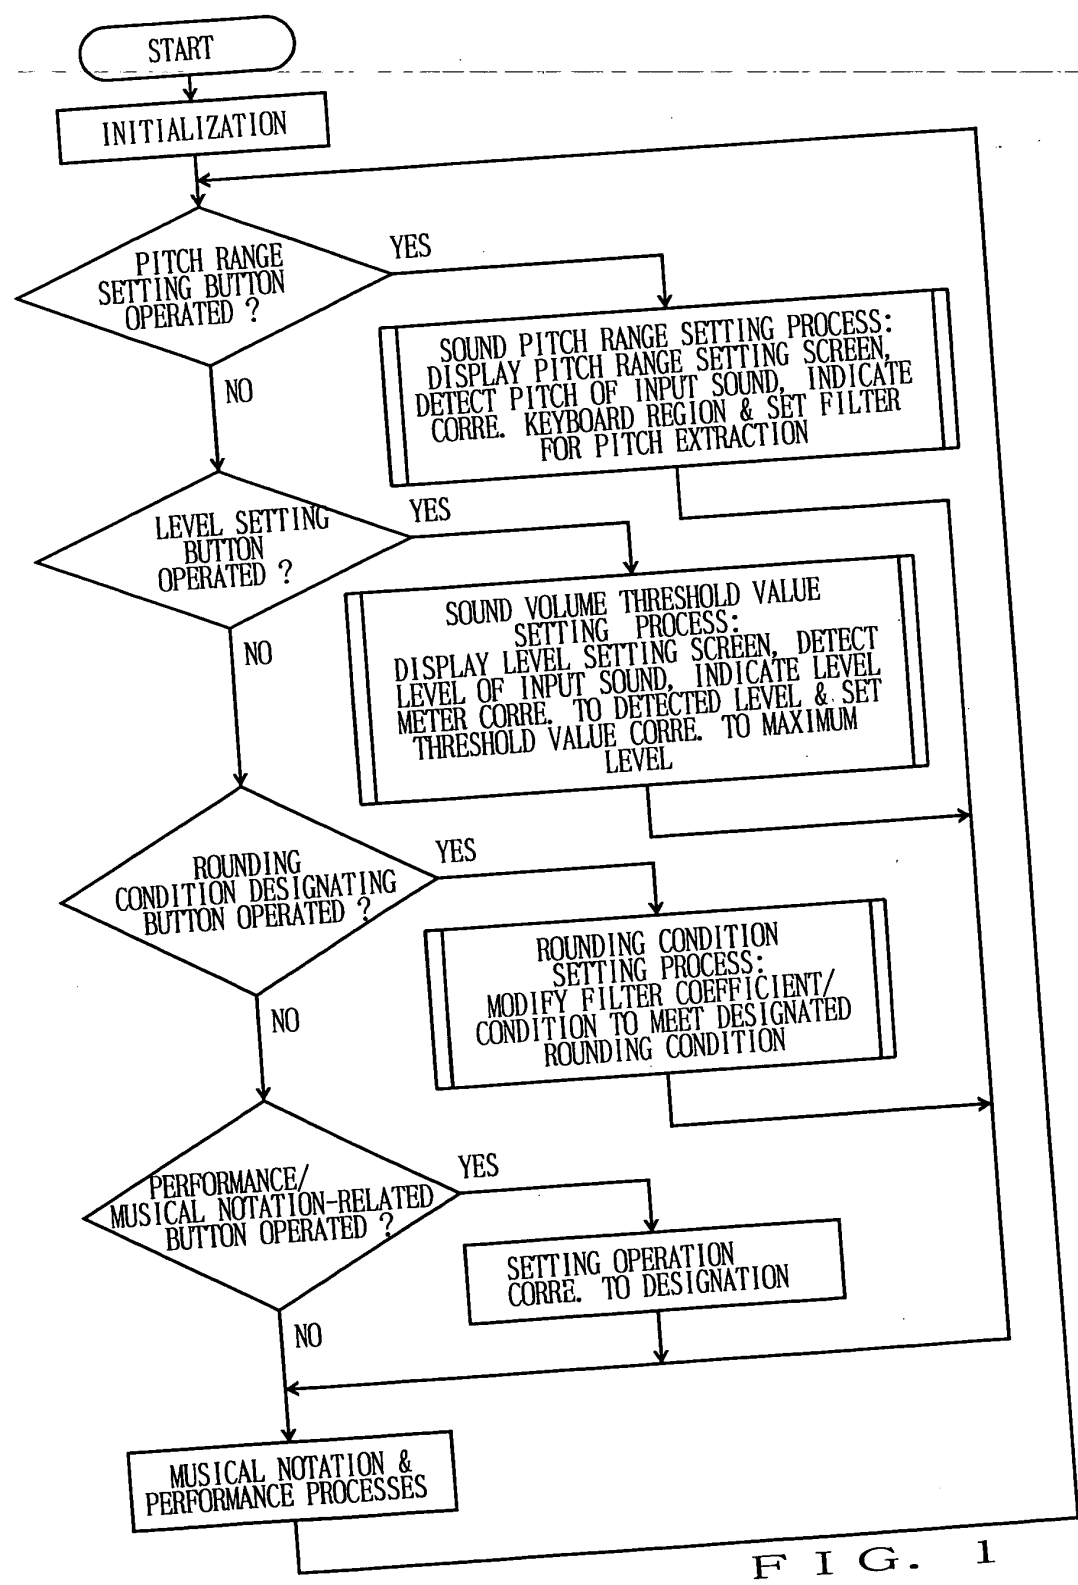 START
INITIALIZATION
PITCH RANGE
SETTING BUTTON
OPERATED ?
YES
SOUND PITCH RANGE SETTING PROCESS:
DISPLAY PITCH RANGE SETTING SCREEN,
DETECT PITCH OF INPUT SOUND, INDICATE
CORRE. KEYBOARD REGION & SET FILTER
FOR PITCH EXTRACTION
NO
LEVEL SETTING
BUTTON
OPERATED ?
YES
SOUND VOLUME THRESHOLD VALUE
SETTING PROCESS:
DISPLAY LEVEL SETTING SCREEN, DETECT
LEVEL OF INPUT SOUND, INDICATE LEVEL
METER CORRE. TO DETECTED LEVEL & SET
THRESHOLD VALUE CORRE. TO MAXIMUM
LEVEL
NO
ROUNDING
CONDITION DESIGNATING
BUTTON OPERATED ?
YES
ROUNDING CONDITION
SETTING PROCESS:
MODIFY FILTER COEFFICIENT/
CONDITION TO MEET DESIGNATED
ROUNDING CONDITION
NO
PERFORMANCE/
MUSICAL NOTATION-RELATED
BUTTON OPERATED ?
YES
SETTING OPERATION
CORRE. TO DESIGNATION
NO
MUSICAL NOTATION &
PERFORMANCE PROCESSES
FIG. 1